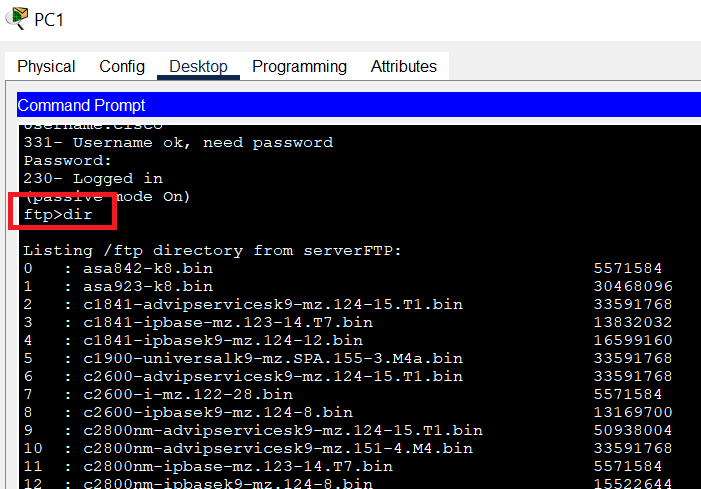 PC1
Physical Config Desktop Programming Attributes
Command Prompt
Username:cisco
331- Username ok, need password
Password:
230- Logged in
(passive mode On)
ftp>dir
Listing /ftp directory from serverFTP:
0 : asa842-k8.bin 5571584
1 : asa923-k8.bin 30468096
2 : c1841-advipservicesk9-mz.124-15.T1.bin 33591768
3 : c1841-ipbase-mz.123-14.T7.bin 13832032
4 : c1841-ipbasek9-mz.124-12.bin 16599160
5 : c1900-universalk9-mz.SPA.155-3.M4a.bin 33591768
6 : c2600-advipservicesk9-mz.124-15.T1.bin 33591768
7 : c2600-i-mz.122-28.bin 5571584
8 : c2600-ipbasek9-mz.124-8.bin 13169700
9 : c2800nm-advipservicesk9-mz.124-15.T1.bin 50938004
10 : c2800nm-advipservicesk9-mz.151-4.M4.bin 33591768
11 : c2800nm-ipbase-mz.123-14.T7.bin 5571584
12 : c2800nm-ipbasek9-mz.124-8.bin 15522644